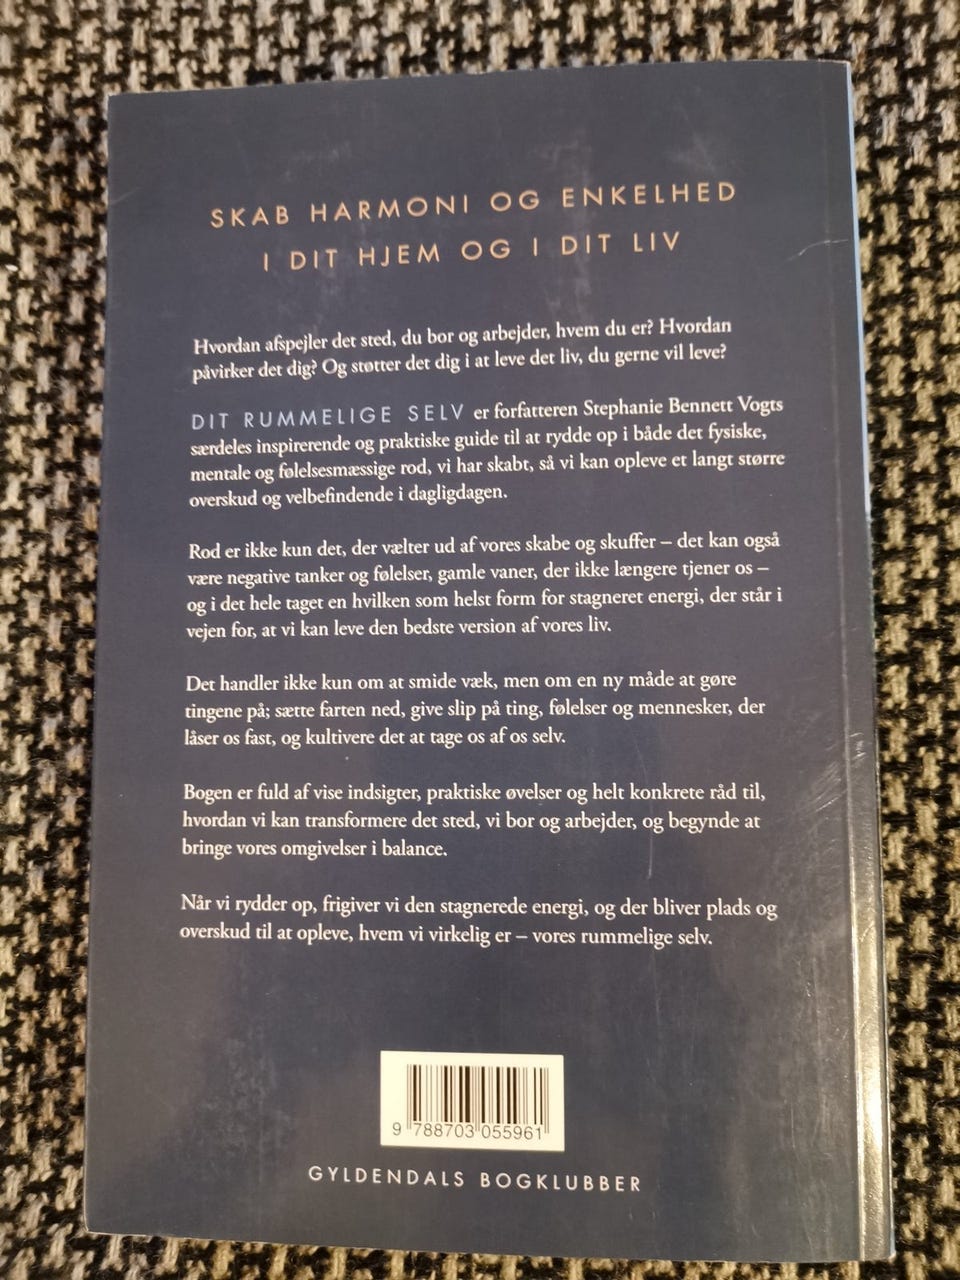 SKAB HARMONI OG ENKELHED
I DIT HJEM OG I DIT LIV
Hvordan afspejler det sted, du bor og arbejder, hvem du er? Hvordan
påvirker det dig? Og støtter det dig i at leve det liv, du gerne vil leve?
DIT RUMMELIGE SELV er forfatteren Stephanie Bennett Vogts
særdeles inspirerende og praktiske guide til at rydde op i både det fysiske,
mentale og følelsesmæssige rod, vi har skabt, så vi kan opleve et langt større
overskud og velbefindende i dagligdagen.
Rod er ikke kun det, der vælter ud af vores skabe og skuffer – det kan også
være negative tanker og følelser, gamle vaner, der ikke længere tjener os –
og i det hele taget en hvilken som helst form for stagneret energi, der står i
vejen for, at vi kan leve den bedste version af vores liv.
Det handler ikke kun om at smide væk, men om en ny måde at gøre
tingene på; sætte farten ned, give slip på ting, følelser og mennesker, der
låser os fast, og kultivere det at tage os af os selv.
Bogen er fuld af vise indsigter, praktiske øvelser og helt konkrete råd til,
hvordan vi kan transformere det sted, vi bor og arbejder, og begynde at
bringe vores omgivelser i balance.
Når vi rydder op, frigiver vi den stagnerede energi, og der bliver plads og
overskud til at opleve, hvem vi virkelig er – vores rummelige selv.
9 788703 055961
GYLDENDALS BOGKLUBBER